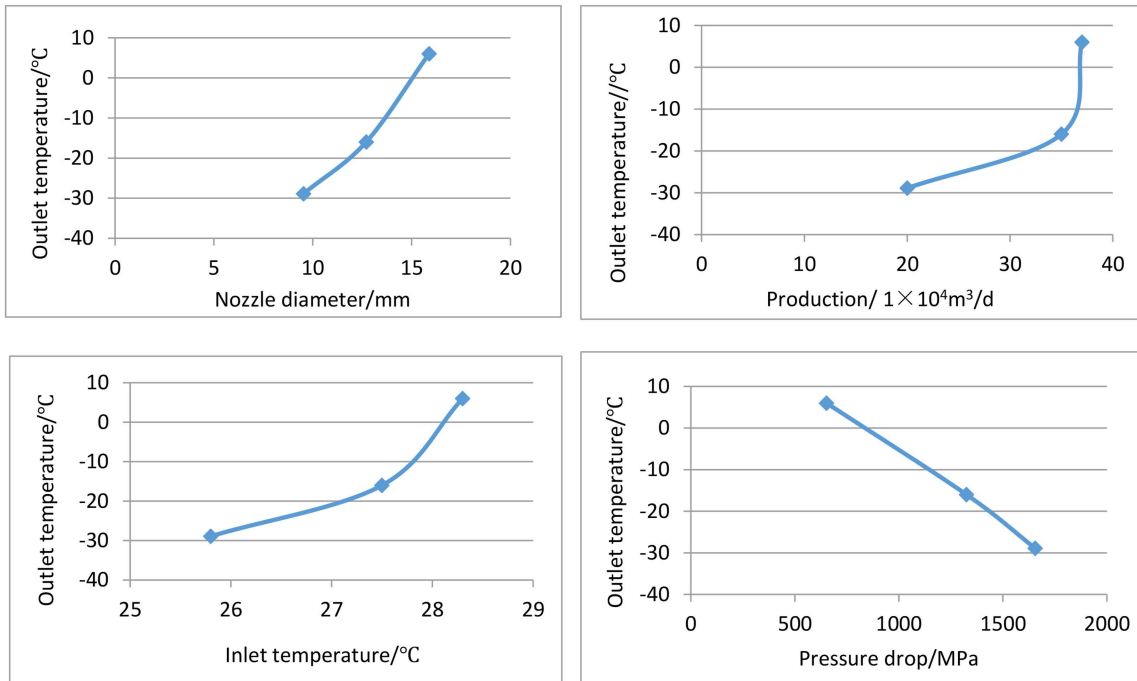 Outlet temperature/℃
10
0
-10
-20
-30
-40
0 5 10 15 20
Nozzle diameter/mm
Outlet temperature//℃
10
0
-10
-20
-30
-40
0 10 20 30 40
Production/ 1×10⁴m³/d
Outlet temperature/℃
10
0
-10
-20
-30
-40
25 26 27 28 29
Inlet temperature/℃
Outlet temperature/℃
10
0
-10
-20
-30
-40
0 500 1000 1500 2000
Pressure drop/MPa